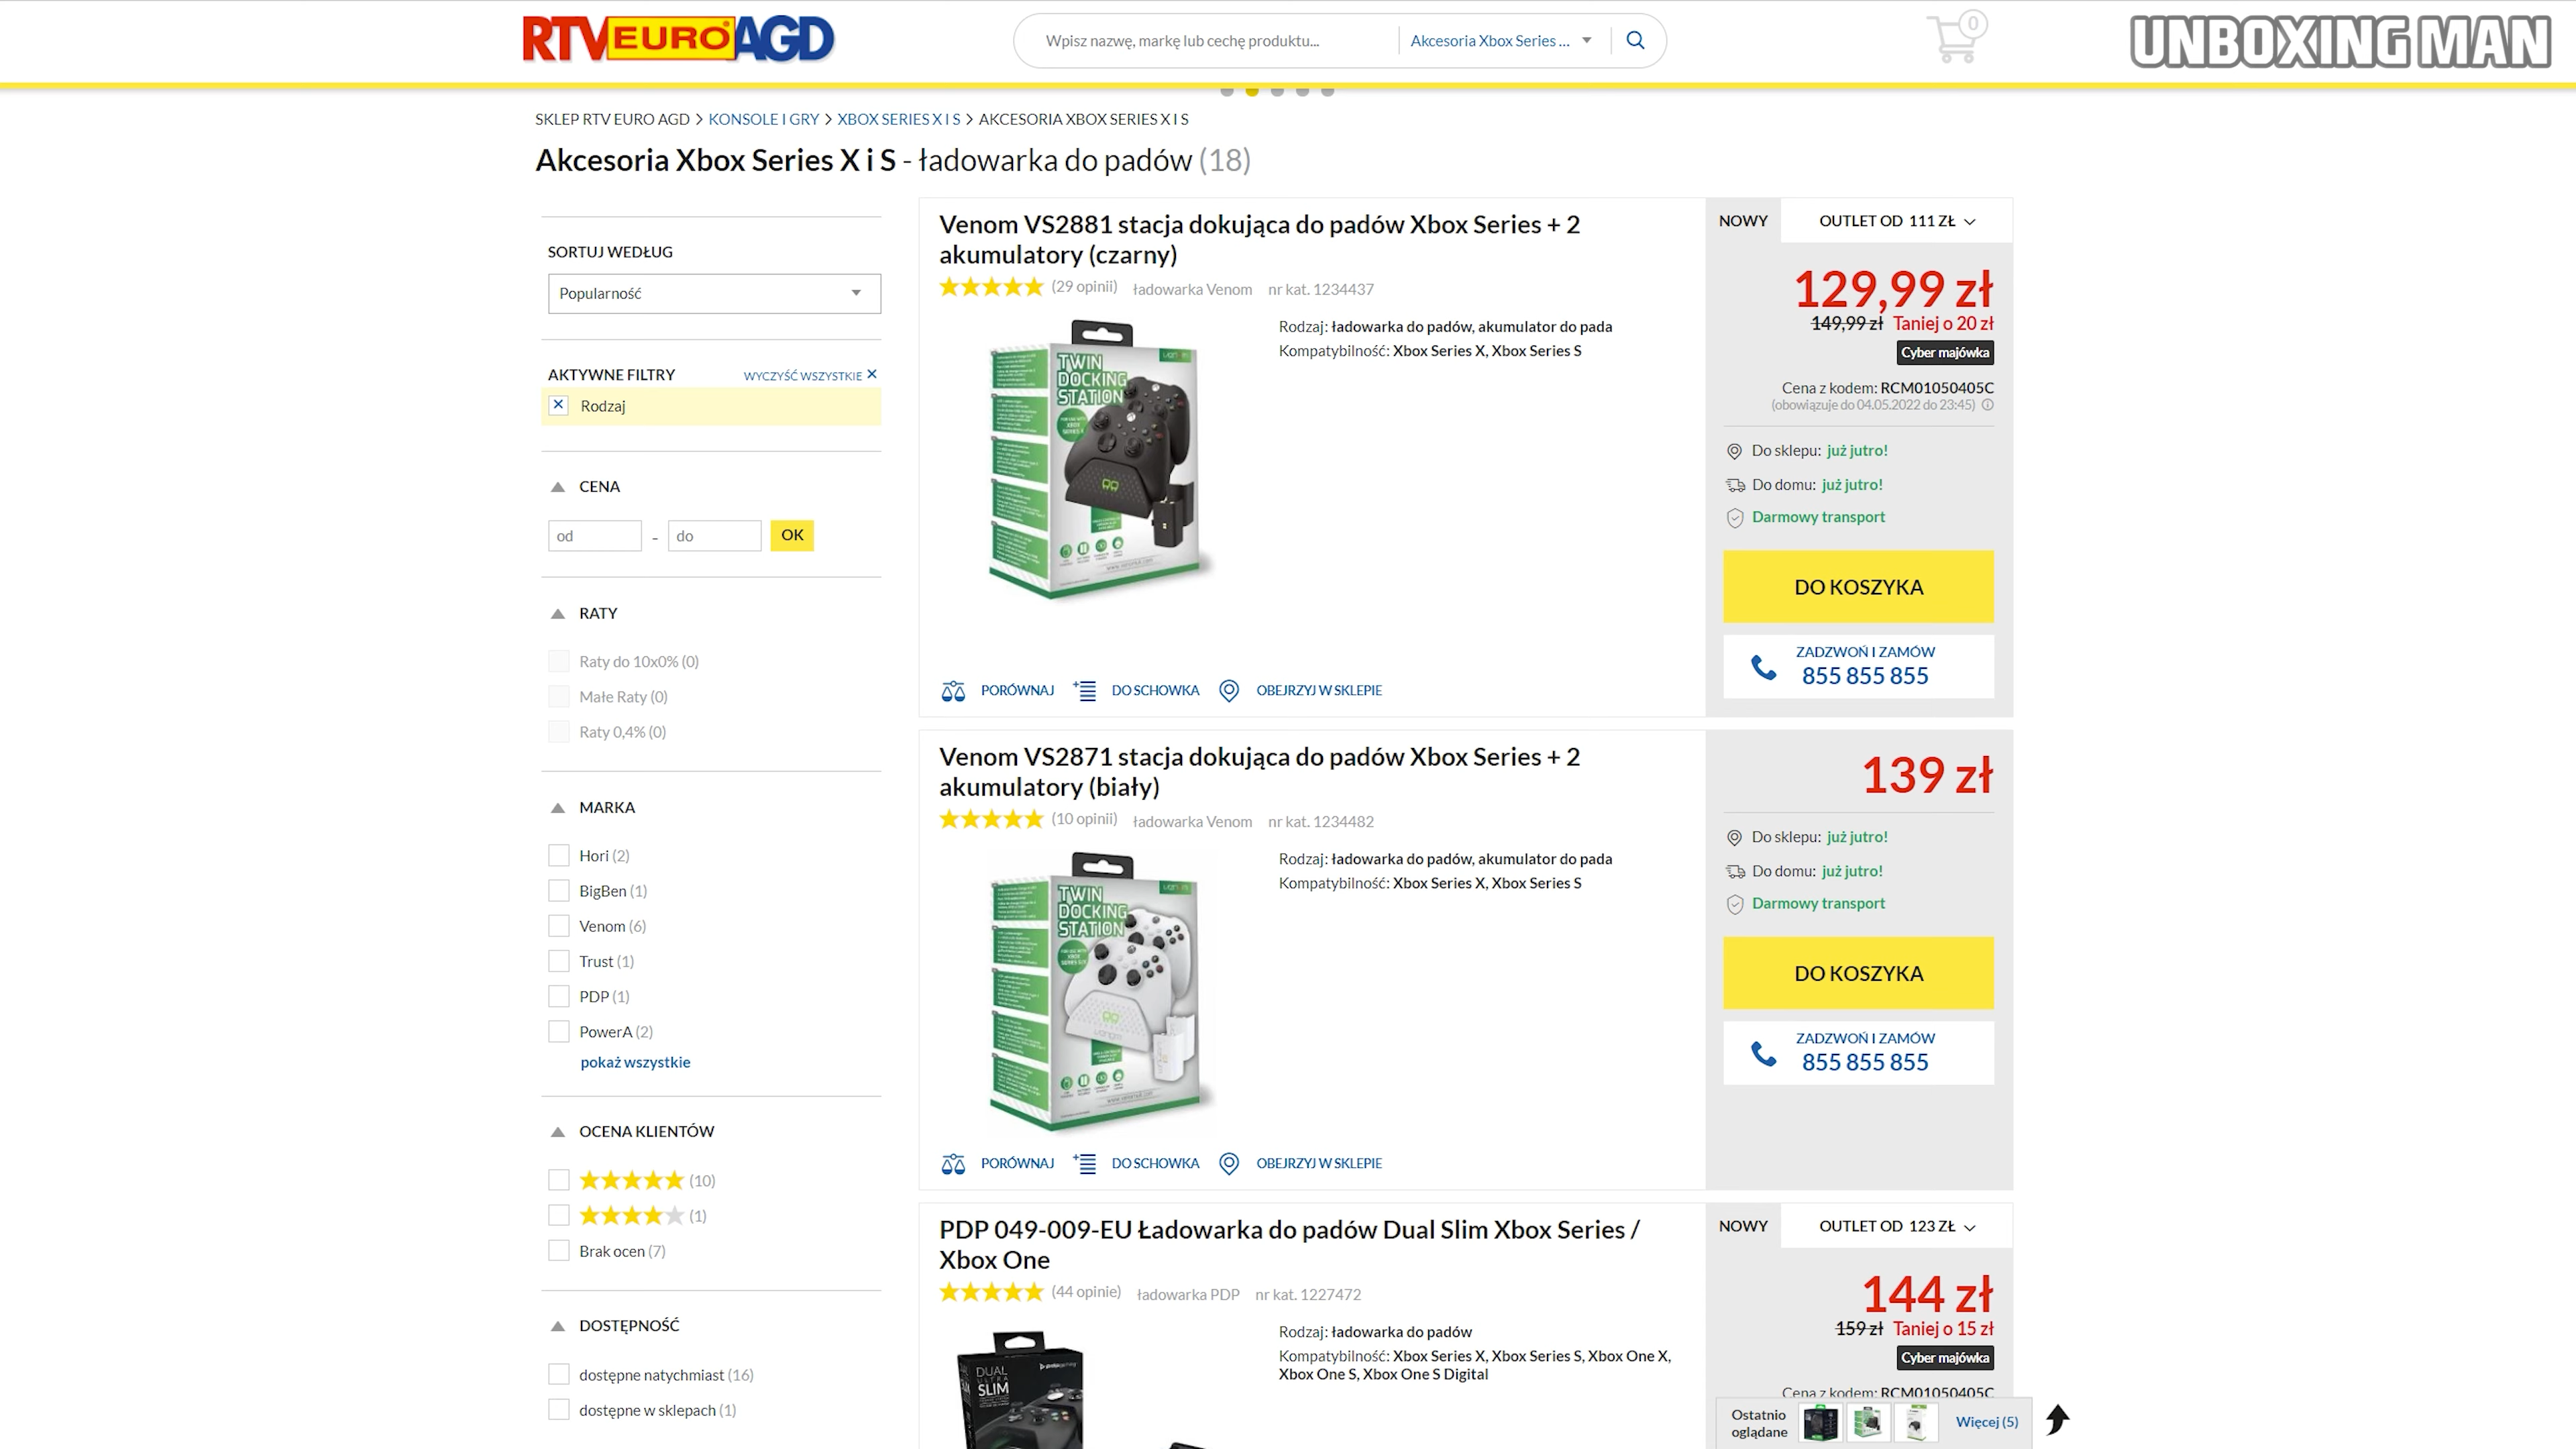 RTV EURO AGD
Wpisz nazwę, markę lub cechę produktu...
Akcesoria Xbox Series ...
0
UNBOXING MAN
SKLEP RTV EURO AGD > KONSOLE I GRY > XBOX SERIES X I S > AKCESORIA XBOX SERIES X I S
Akcesoria Xbox Series X i S - ładowarka do padów (18)
SORTUJ WEDŁUG
Popularność
AKTYWNE FILTRY
WYCZYŚĆ WSZYSTKIE ✕
Rodzaj
CENA
od - do OK
RATY
Raty do 10x0% (0)
Małe Raty (0)
Raty 0,4% (0)
MARKA
Hori (2)
BigBen (1)
Venom (6)
Trust (1)
PDP (1)
PowerA (2)
pokaż wszystkie
OCENA KLIENTÓW
(10)
(1)
Brak ocen (7)
DOSTĘPNOŚĆ
dostępne natychmiast (16)
dostępne w sklepach (1)
Venom VS2881 stacja dokująca do padów Xbox Series + 2
akumulatory (czarny)
(29 opinii) ładowarka Venom nr kat. 1234437
TWIN
DOCKING
STATION
Rodzaj: ładowarka do padów, akumulator do pada
Kompatybilność: Xbox Series X, Xbox Series S
PORÓWNAJ DO SCHOWKA OBEJRZYJ W SKLEPIE
NOWY OUTLET OD 111 ZŁ
129,99 zł
149,99 zł Taniej o 20 zł
Cyber majówka
Cena z kodem: RCM01050405C
(obowiązuje do 04.05.2022 do 23:45)
Do sklepu: już jutro!
Do domu: już jutro!
Darmowy transport
DO KOSZYKA
ZADZWOŃ I ZAMÓW
855 855 855
Venom VS2871 stacja dokująca do padów Xbox Series + 2
akumulatory (biały)
(10 opinii) ładowarka Venom nr kat. 1234482
TWIN
DOCKING
STATION
Rodzaj: ładowarka do padów, akumulator do pada
Kompatybilność: Xbox Series X, Xbox Series S
PORÓWNAJ DO SCHOWKA OBEJRZYJ W SKLEPIE
139 zł
Do sklepu: już jutro!
Do domu: już jutro!
Darmowy transport
DO KOSZYKA
ZADZWOŃ I ZAMÓW
855 855 855
PDP 049-009-EU Ładowarka do padów Dual Slim Xbox Series /
Xbox One
(44 opinie) ładowarka PDP nr kat. 1227472
DUAL
ULTRA
SLIM
Rodzaj: ładowarka do padów
Kompatybilność: Xbox Series X, Xbox Series S, Xbox One X,
Xbox One S, Xbox One S Digital
NOWY OUTLET OD 123 ZŁ
144 zł
159 zł Taniej o 15 zł
Cyber majówka
Cena z kodem: RCM01050405C
Ostatnio
oglądane
Więcej (5)